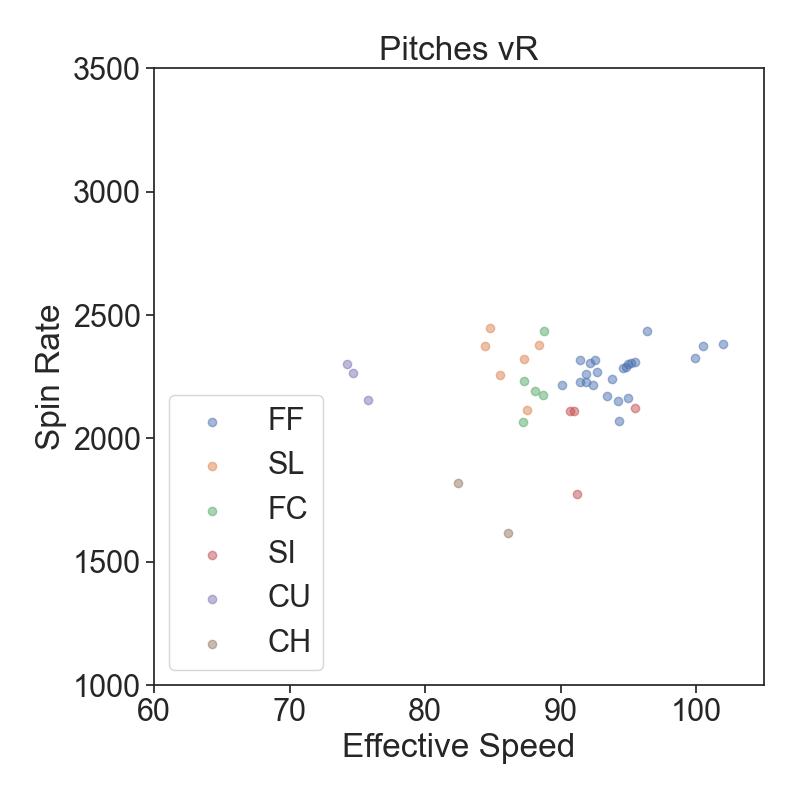 Pitches vR
3500
3000
2500
2000
1500
1000
Spin Rate
FF
SL
FC
SI
CU
CH
60 70 80 90 100
Effective Speed